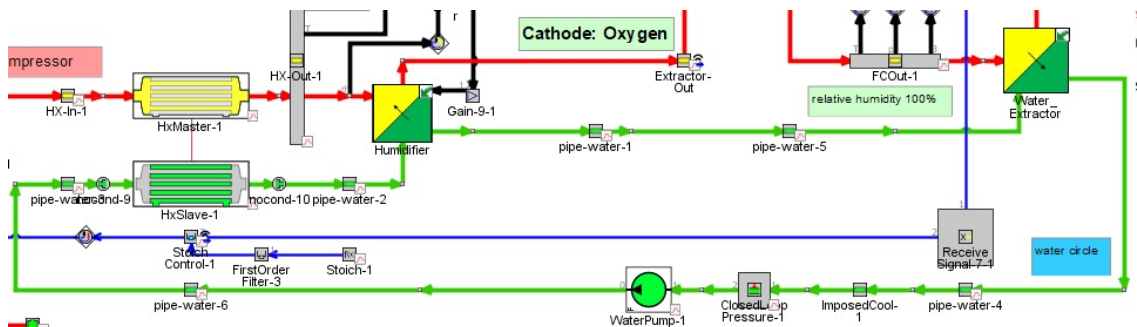 r
Cathode: Oxygen
mpressor
HX-Out-1
Extractor-
Out
FCOut-1
HX-In-1
HxMaster-1
Gain-9-1
relative humidity 100%
Water_
Extractor
Humidifier
pipe-water-1
pipe-water-5
nocond-10
pipe-water-2
HxSlave-1
Stoich
Control-1
FirstOrder
Filter-3
Stoich-1
Receive
Signal-7-1
water circle
pipe-water-6
WaterPump-1
ClosedLoop
Pressure-1
ImposedCool-
1
pipe-water-4